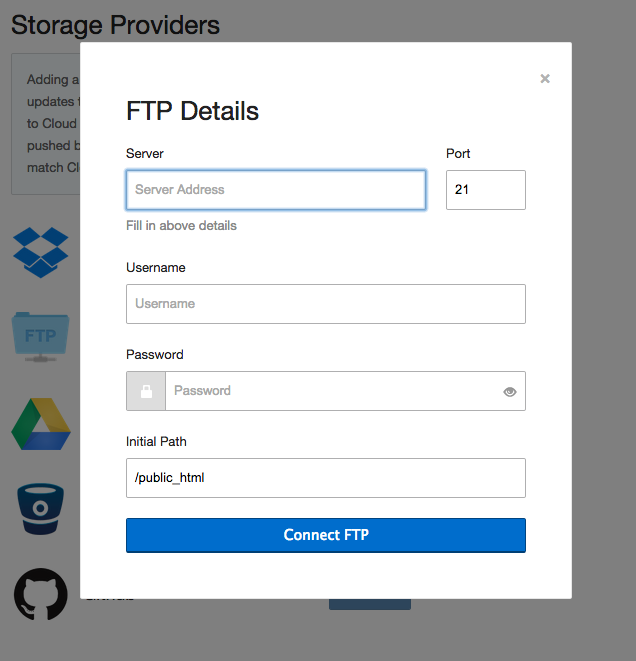 Storage Providers
Adding a
updates
to Cloud
pushed b
match Cl
FTP
FTP Details
×
Server
Port
Server Address
21
Fill in above details
Username
Username
Password
Password
Initial Path
/public_html
Connect FTP